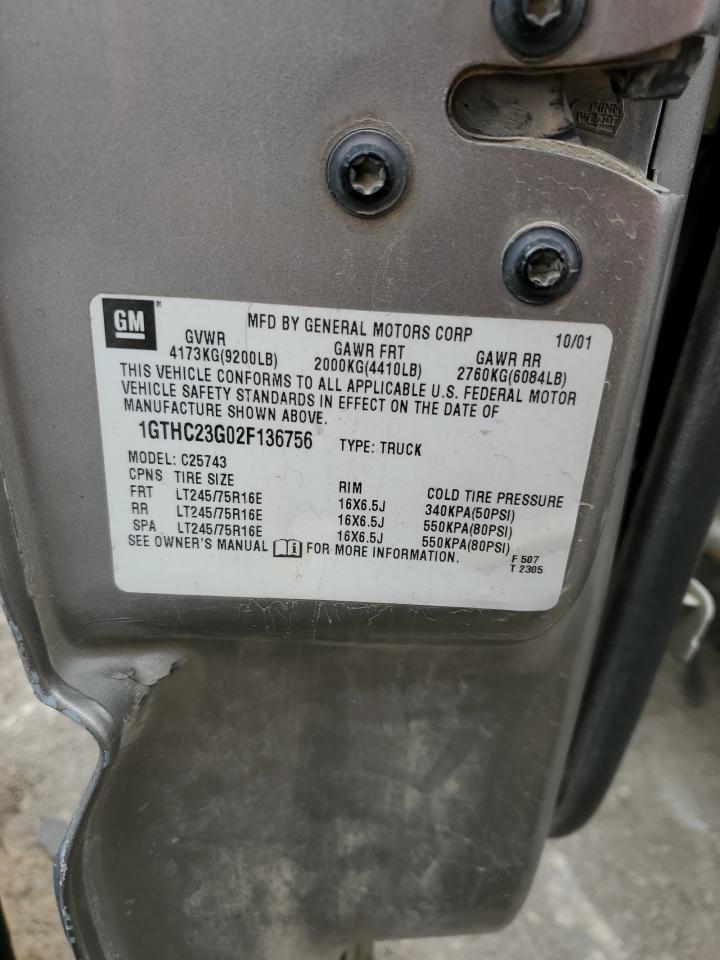 GM
MFD BY GENERAL MOTORS CORP 10/01
GVWR GAWR FRT GAWR RR
4173KG(9200LB) 2000KG(4410LB) 2760KG(6084LB)
THIS VEHICLE CONFORMS TO ALL APPLICABLE U.S. FEDERAL MOTOR
VEHICLE SAFETY STANDARDS IN EFFECT ON THE DATE OF
MANUFACTURE SHOWN ABOVE.
1GTHC23G02F136756 TYPE: TRUCK
MODEL: C25743
CPNS TIRE SIZE RIM COLD TIRE PRESSURE
FRT LT245/75R16E 16X6.5J 340KPA(50PSI)
RR LT245/75R16E 16X6.5J 550KPA(80PSI)
SPA LT245/75R16E 16X6.5J 550KPA(80PSI)
SEE OWNER'S MANUAL FOR MORE INFORMATION.
F 507
T 2305